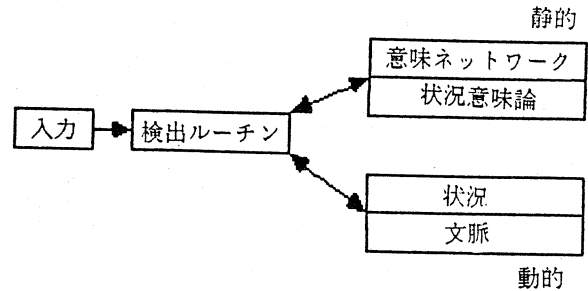 静的
意味ネットワーク
状況意味論
入力
検出ルーチン
状況
文脈
動的